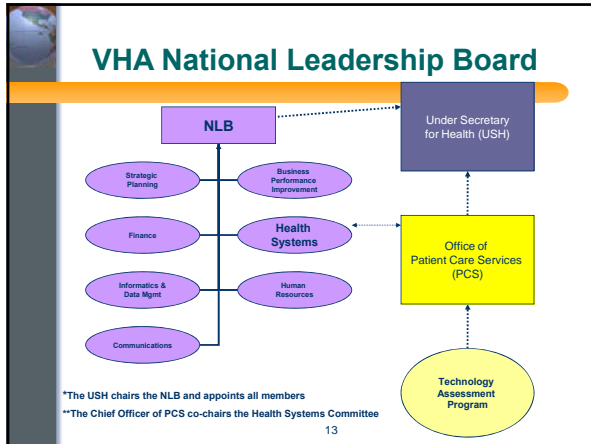 VHA National Leadership Board
NLB
Under Secretary
for Health (USH)
Strategic
Planning
Business
Performance
Improvement
Finance
Health
Systems
Office of
Patient Care Services
(PCS)
Informatics &
Data Mgmt
Human
Resources
Communications
Technology
Assessment
Program
*The USH chairs the NLB and appoints all members
**The Chief Officer of PCS co-chairs the Health Systems Committee
13